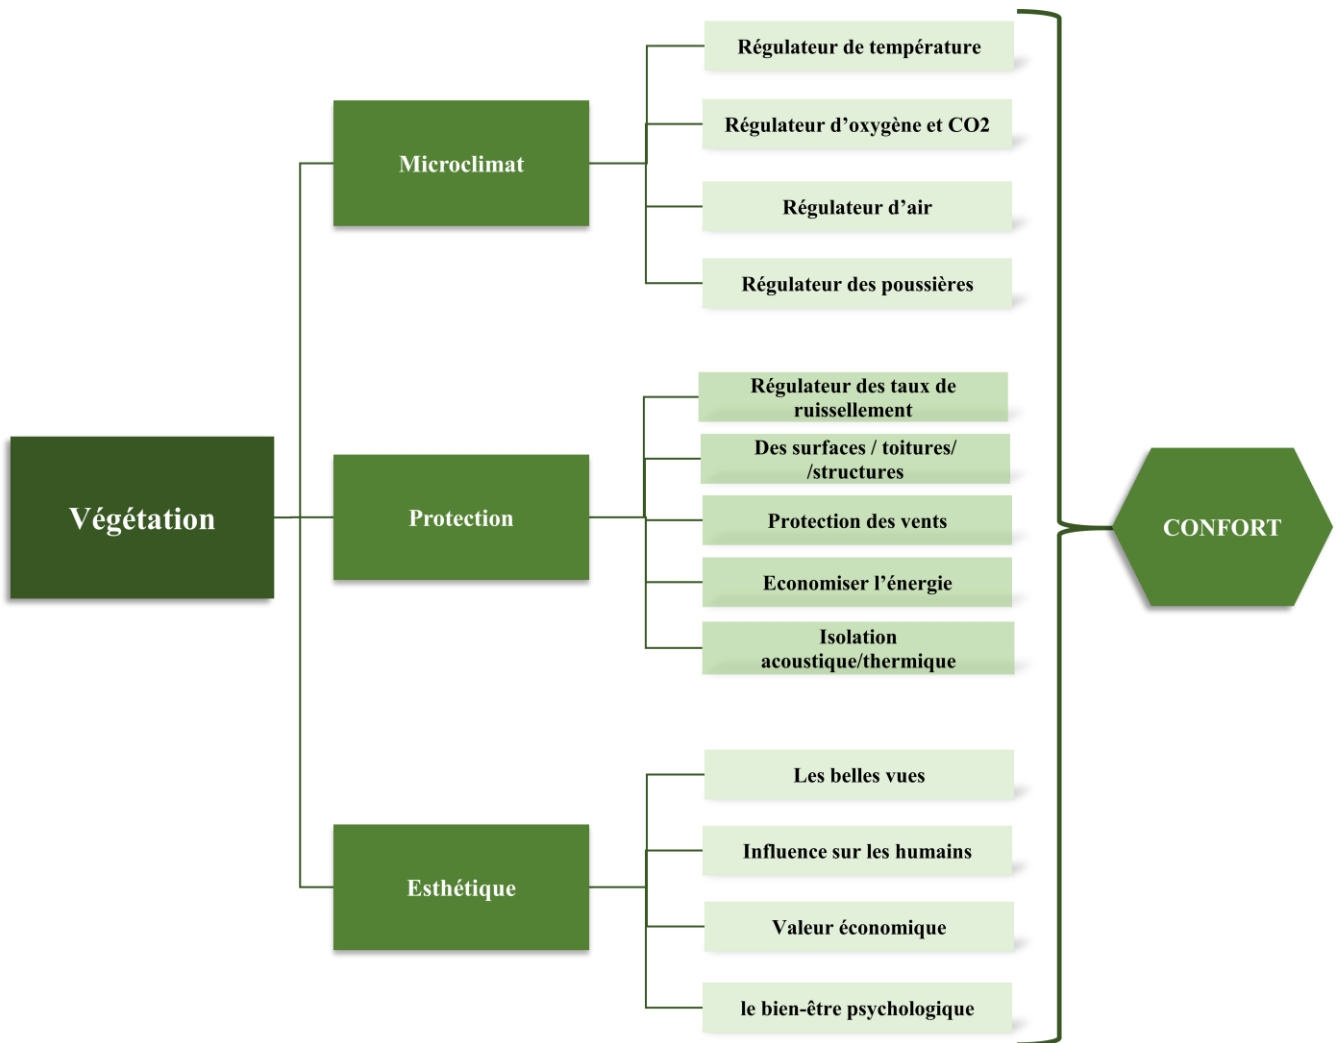 Végétation
Microclimat
Régulateur de température
Régulateur d’oxygène et CO2
Régulateur d’air
Régulateur des poussières
Protection
Régulateur des taux de
ruissellement
Des surfaces / toitures/
/structures
Protection des vents
Economiser l’énergie
Isolation
acoustique/thermique
Esthétique
Les belles vues
Influence sur les humains
Valeur économique
le bien-être psychologique
CONFORT